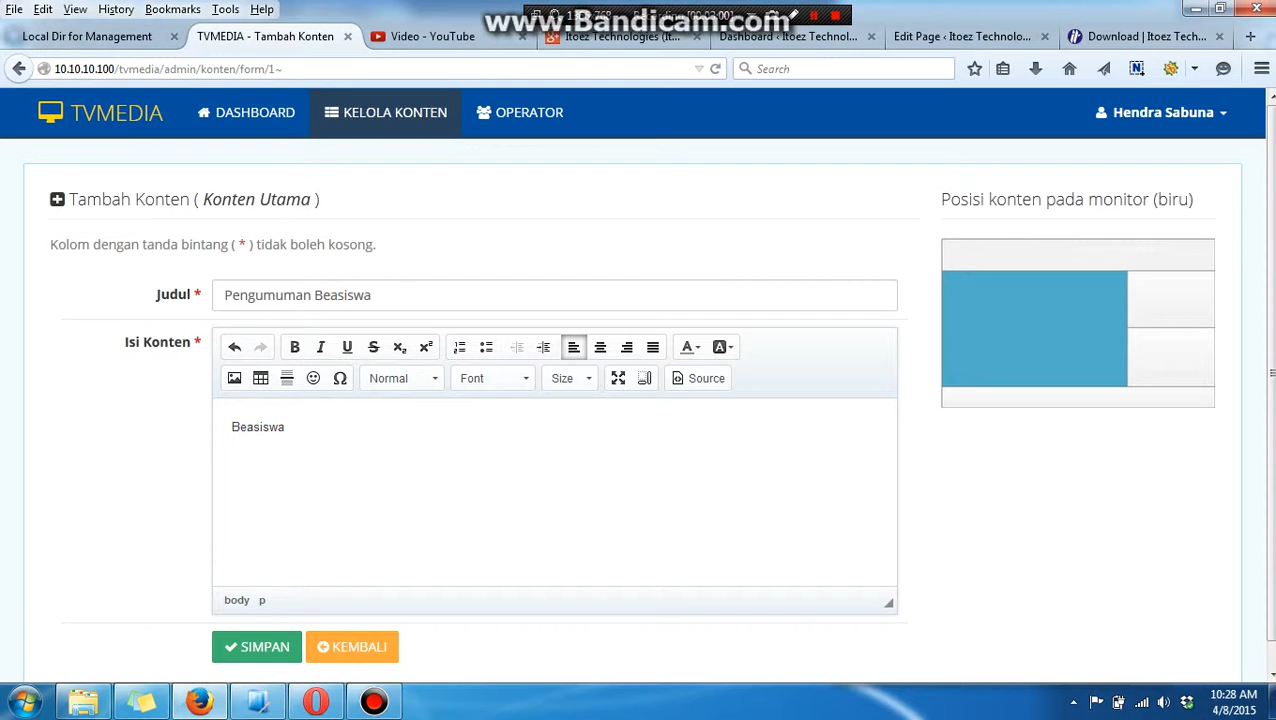 File Edit View History Bookmarks Tools Help
www.Bandicam.com
Local Dir for Management
TVMEDIA - Tambah Konten
Video - YouTube
Itoez Technologies (It...
Dashboard ‹ Itoez Technol...
Edit Page ‹ Itoez Technolo...
Download | Itoez Tech...
10.10.10.100/tvmedia/admin/konten/form/1~
Search
TVMEDIA
DASHBOARD
KELOLA KONTEN
OPERATOR
Hendra Sabuna
Tambah Konten ( Konten Utama )
Posisi konten pada monitor (biru)
Kolom dengan tanda bintang ( * ) tidak boleh kosong.
Judul *
Pengumuman Beasiswa
Isi Konten *
Normal
Font
Size
Source
Beasiswa
body p
SIMPAN
KEMBALI
10:28 AM
4/8/2015